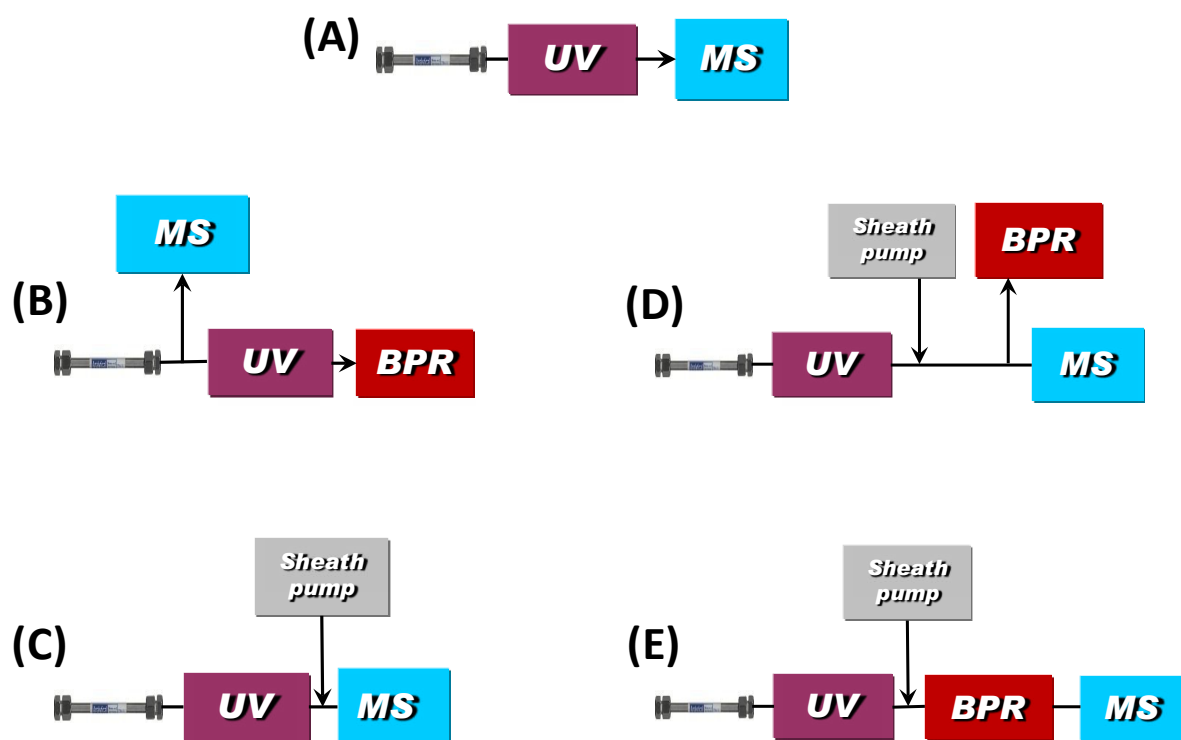 (A)
UV
MS
(B)
MS
UV
BPR
(D)
Sheath
pump
BPR
UV
MS
(C)
Sheath
pump
UV
MS
(E)
Sheath
pump
UV
BPR
MS